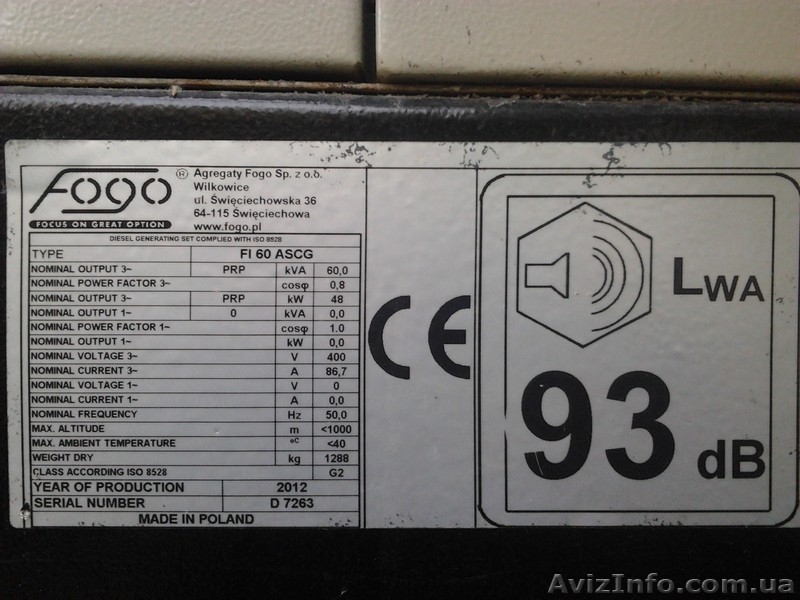 Fogo ® Agregaty Fogo Sp. z o.o.
Wilkowice
ul. Święciechowska 36
64-115 Święciechowa
FOCUS ON GREAT OPTION www.fogo.pl
DIESEL GENERATING SET COMPLIED WITH ISO 8528
TYPE FI 60 ASCG
NOMINAL OUTPUT 3~ PRP kVA 60,0
NOMINAL POWER FACTOR 3~ cosφ 0,8
NOMINAL OUTPUT 3~ PRP kW 48
NOMINAL OUTPUT 1~ 0 kVA 0,0
NOMINAL POWER FACTOR 1~ cosφ 1.0
NOMINAL OUTPUT 1~ kW 0,0
NOMINAL VOLTAGE 3~ V 400
NOMINAL CURRENT 3~ A 86,7
NOMINAL VOLTAGE 1~ V 0
NOMINAL CURRENT 1~ A 0,0
NOMINAL FREQUENCY Hz 50,0
MAX. ALTITUDE m <1000
MAX. AMBIENT TEMPERATURE ºC <40
WEIGHT DRY kg 1288
CLASS ACCORDING ISO 8528 G2
YEAR OF PRODUCTION 2012
SERIAL NUMBER D 7263
MADE IN POLAND
CE
LWA
93 dB
AvizInfo.com.ua